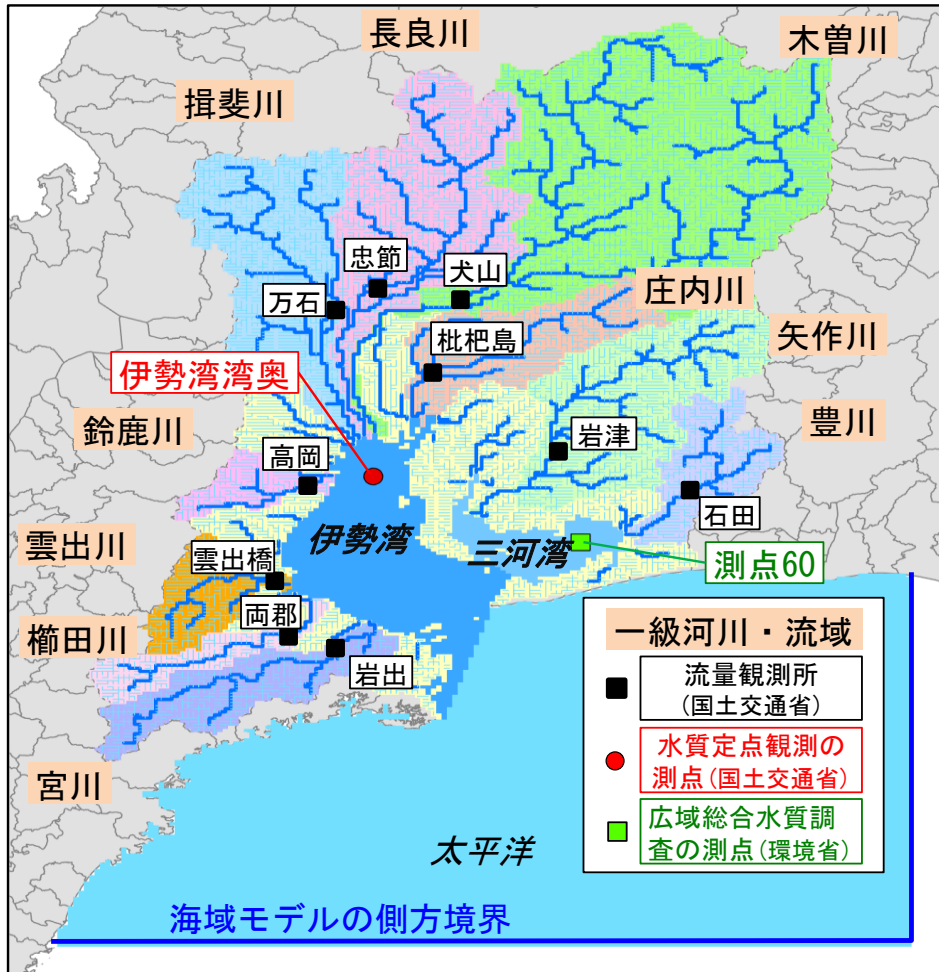 長良川
木曽川
揖斐川
忠節
犬山
万石
庄内川
枇杷島
矢作川
伊勢湾湾奥
豊川
鈴鹿川
岩津
高岡
石田
雲出川
伊勢湾
三河湾
雲出橋
測点60
櫛田川
両郡
岩出
宮川
一級河川・流域
流量観測所
(国土交通省)
水質定点観測の
測点(国土交通省)
広域総合水質調
査の測点(環境省)
太平洋
海域モデルの側方境界